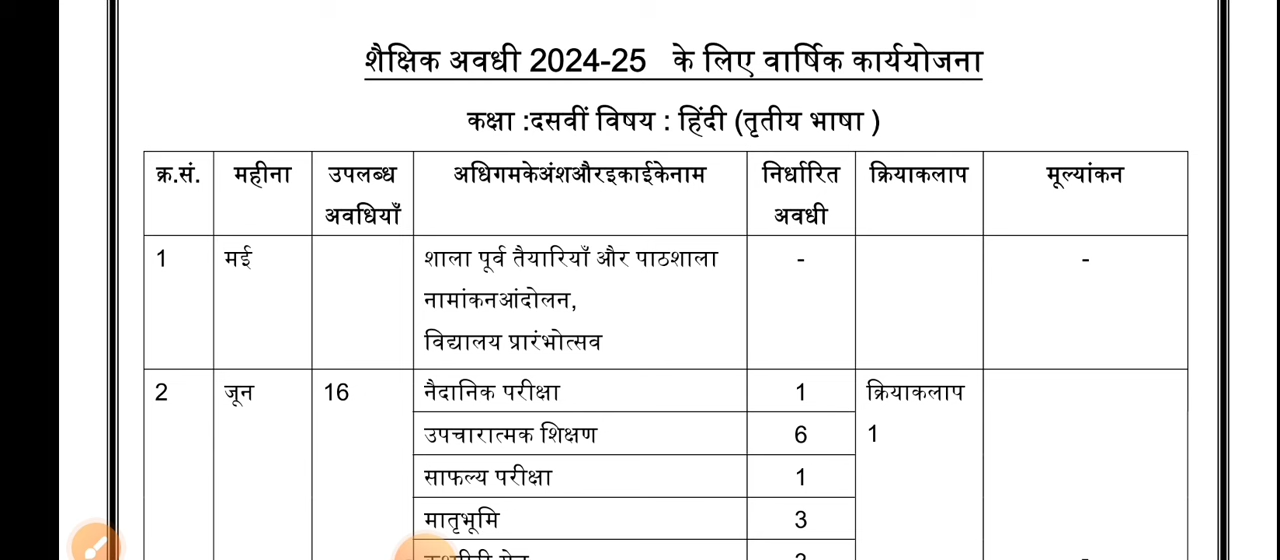 शैक्षिक अवधी 2024-25 के लिए वार्षिक कार्ययोजना
कक्षा :दसवीं विषय : हिंदी (तृतीय भाषा )
क्र.सं. महीना उपलब्ध अधिगमकेअंशऔरइकाईकेनाम निर्धारित क्रियाकलाप मूल्यांकन
अवधियाँ अवधी
1 मई शाला पूर्व तैयारियाँ और पाठशाला - -
नामांकनआंदोलन,
विद्यालय प्रारंभोत्सव
2 जून 16 नैदानिक परीक्षा 1 क्रियाकलाप
उपचारात्मक शिक्षण 6 1
साफल्य परीक्षा 1
मातृभूमि 3